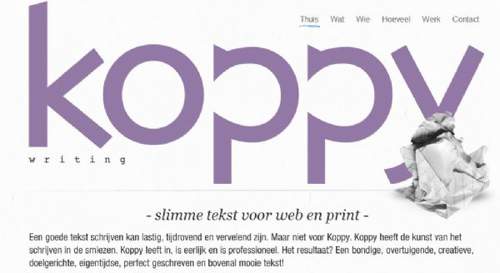 Thuis Wat Wie Hoeveel Werk Contact
koppy
writing
- slimme tekst voor web en print -
Een goede tekst schrijven kan lastig, tijdrovend en vervelend zijn. Maar niet voor Koppy. Koppy heeft de kunst van het
schrijven in de smiezen. Koppy leeft in, is eerlijk en is professioneel. Het resultaat? Een bondige, overtuigende, creatieve,
doelgerichte, eigentijdse, perfect geschreven en bovenal mooie tekst!